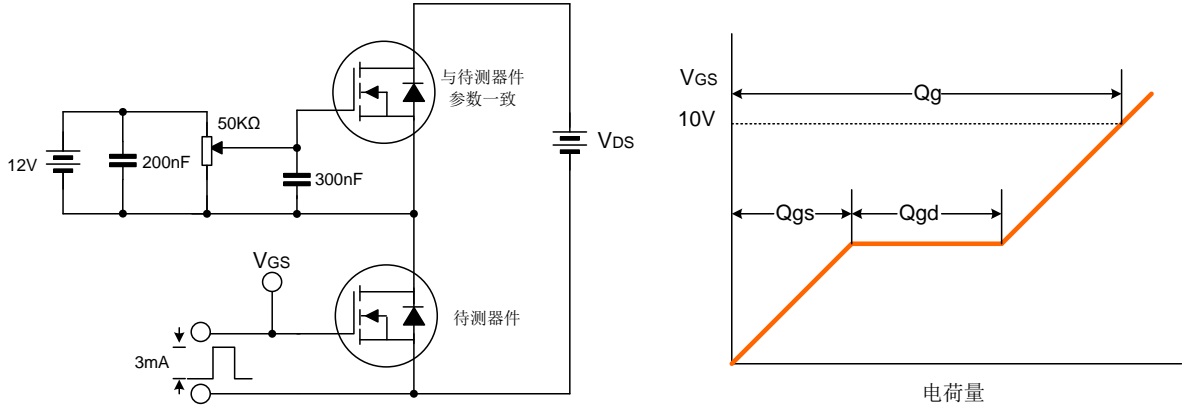 与待测器件
参数一致
50KΩ
12V
200nF
300nF
VDS
VGS
待测器件
3mA
VGS
10V
Qg
Qgs
Qgd
电荷量